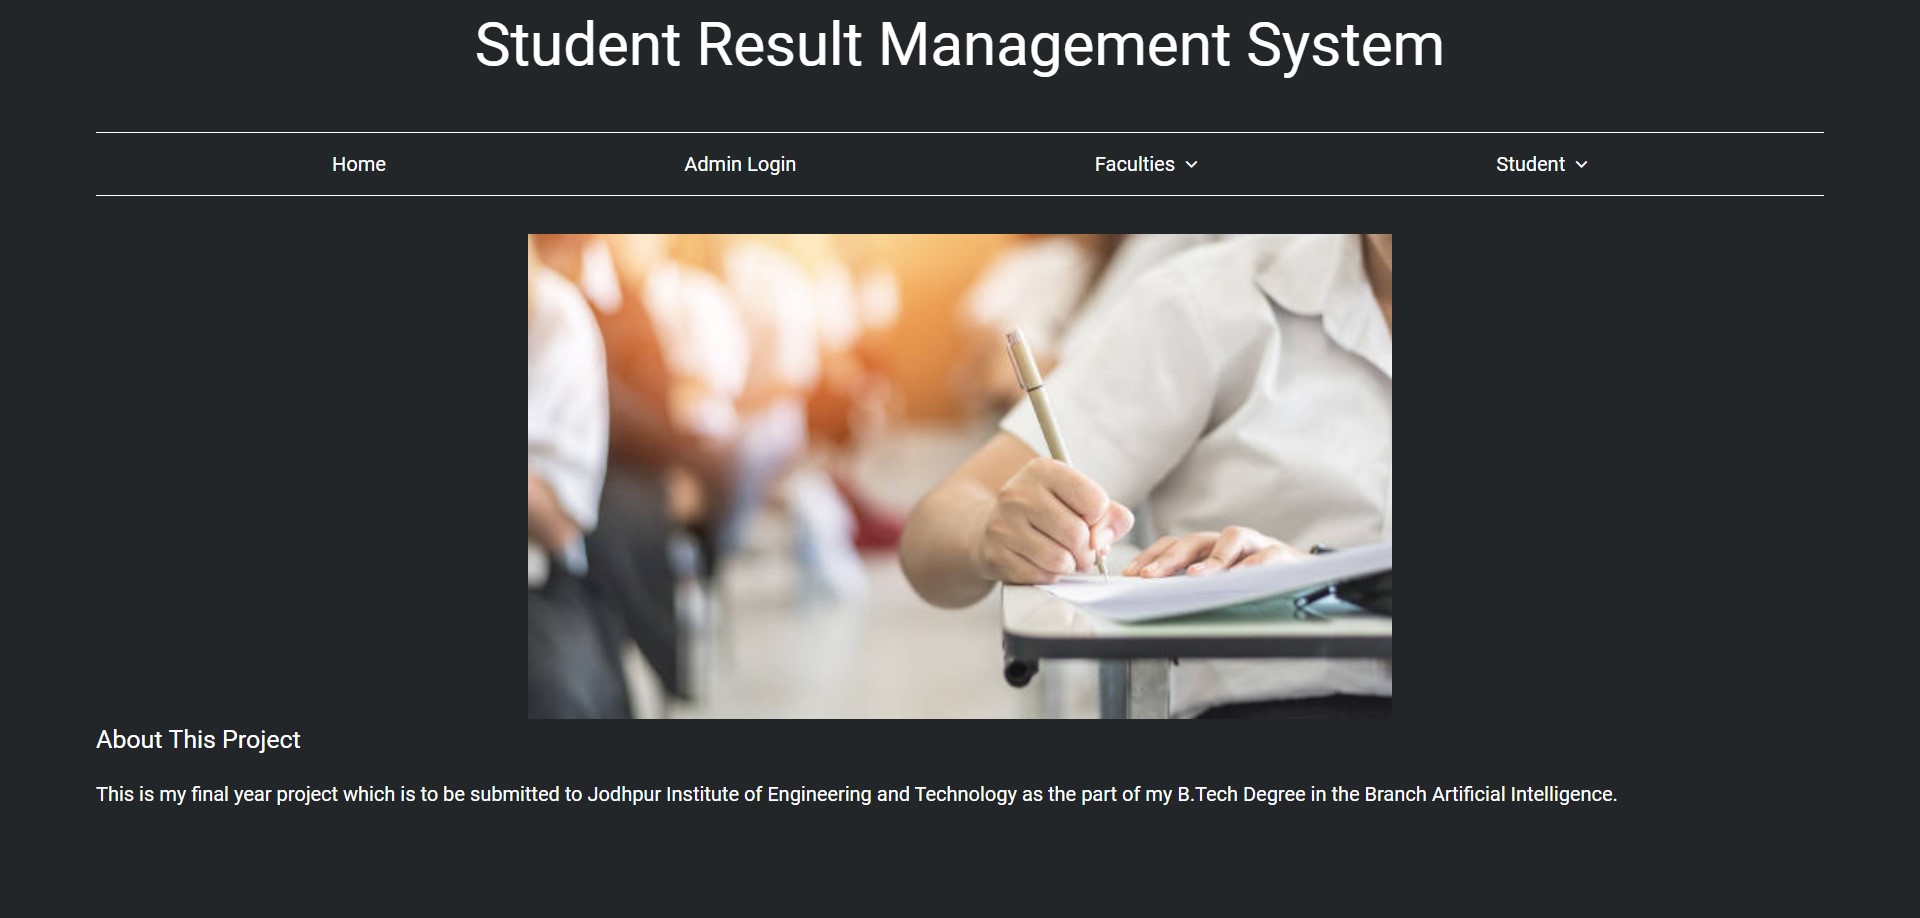 Student Result Management System
Home
Admin Login
Faculties
Student
About This Project
This is my final year project which is to be submitted to Jodhpur Institute of Engineering and Technology as the part of my B.Tech Degree in the Branch Artificial Intelligence.